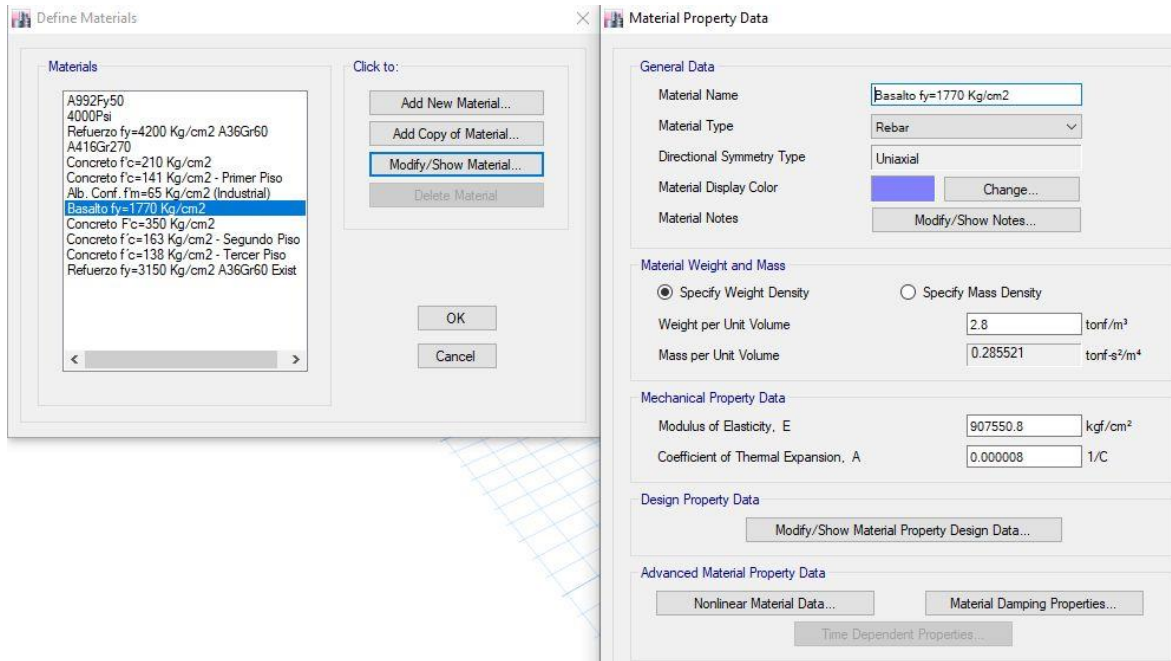 Define Materials
Materials
A992Fy50
4000Psi
Refuerzo fy=4200 Kg/cm2 A36Gr60
A416Gr270
Concreto f'c=210 Kg/cm2
Concreto f'c=141 Kg/cm2 - Primer Piso
Alb. Conf. f'm=65 Kg/cm2 (Industrial)
Basalto fy=1770 Kg/cm2
Concreto F'c=350 Kg/cm2
Concreto f´c=163 Kg/cm2 - Segundo Piso
Concreto f´c=138 Kg/cm2 - Tercer Piso
Refuerzo fy=3150 Kg/cm2 A36Gr60 Exist
Click to:
Add New Material...
Add Copy of Material...
Modify/Show Material...
Delete Material
OK
Cancel
Material Property Data
General Data
Material Name Basalto fy=1770 Kg/cm2
Material Type Rebar
Directional Symmetry Type Uniaxial
Material Display Color Change...
Material Notes Modify/Show Notes...
Material Weight and Mass
Specify Weight Density Specify Mass Density
Weight per Unit Volume 2.8 tonf/m³
Mass per Unit Volume 0.285521 tonf-s²/m⁴
Mechanical Property Data
Modulus of Elasticity, E 907550.8 kgf/cm²
Coefficient of Thermal Expansion, A 0.000008 1/C
Design Property Data
Modify/Show Material Property Design Data...
Advanced Material Property Data
Nonlinear Material Data... Material Damping Properties...
Time Dependent Properties...